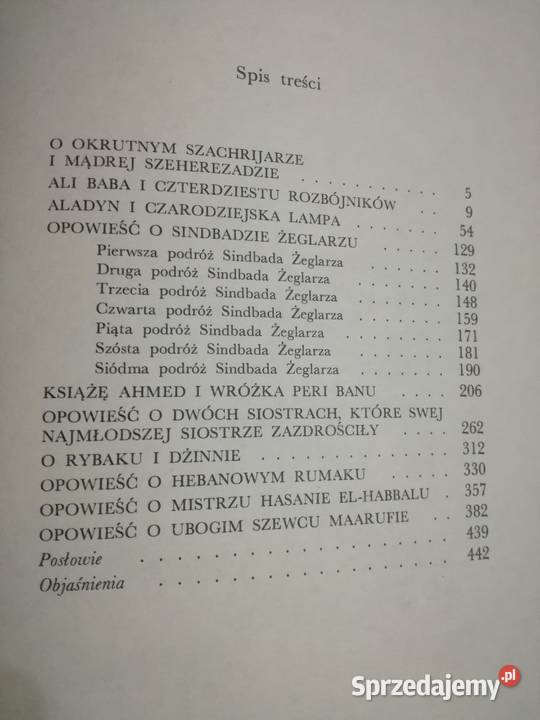 Spis treści
O OKRUTNYM SZACHRIJARZE
I MĄDREJ SZEHEREZADZIE . . . . . . . . . . . 5
ALI BABA I CZTERDZIESTU ROZBÓJNIKÓW . . 9
ALADYN I CZARODZIEJSKA LAMPA . . . . . . . 54
OPOWIEŚĆ O SINDBADZIE ŻEGLARZU . . . . . . 129
Pierwsza podróż Sindbada Żeglarza . . . . . . . 132
Druga podróż Sindbada Żeglarza . . . . . . . . 140
Trzecia podróż Sindbada Żeglarza . . . . . . . 148
Czwarta podróż Sindbada Żeglarza . . . . . . . 159
Piąta podróż Sindbada Żeglarza . . . . . . . . 171
Szósta podróż Sindbada Żeglarza . . . . . . . 181
Siódma podróż Sindbada Żeglarza . . . . . . . 190
KSIĄŻĘ AHMED I WRÓŻKA PERI BANU . . . . . 206
OPOWIEŚĆ O DWÓCH SIOSTRACH, KTÓRE SWEJ
NAJMŁODSZEJ SIOSTRZE ZAZDROŚCIŁY . . . . 262
O RYBAKU I DŻINNIE . . . . . . . . . . . . . 312
OPOWIEŚĆ O HEBANOWYM RUMAKU . . . . . . 330
OPOWIEŚĆ O MISTRZU HASANIE EL-HABBALU . 357
OPOWIEŚĆ O UBOGIM SZEWCU MAARUFIE . . 382
Posłowie . . . . . . . . . . . . . . . . . 439
Objaśnienia . . . . . . . . . . . . . . . . 442
Sprzedajemy.pl